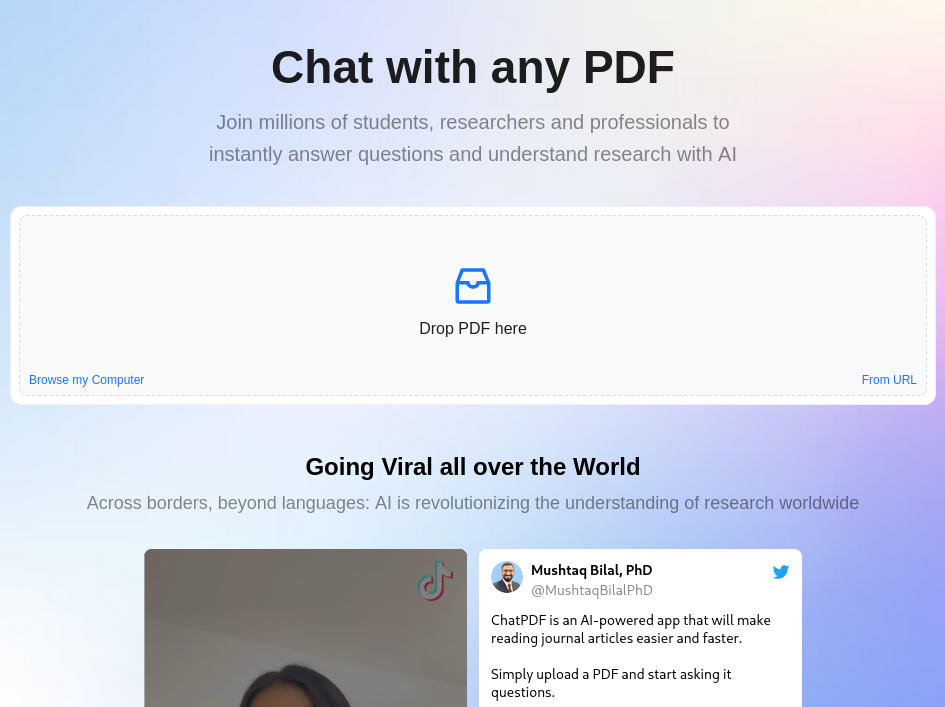 Chat with any PDF
Join millions of students, researchers and professionals to
instantly answer questions and understand research with AI
Drop PDF here
Browse my Computer
From URL
Going Viral all over the World
Across borders, beyond languages: AI is revolutionizing the understanding of research worldwide
Mushtaq Bilal, PhD
@MushtaqBilalPhD
ChatPDF is an AI-powered app that will make
reading journal articles easier and faster.
Simply upload a PDF and start asking it
questions.